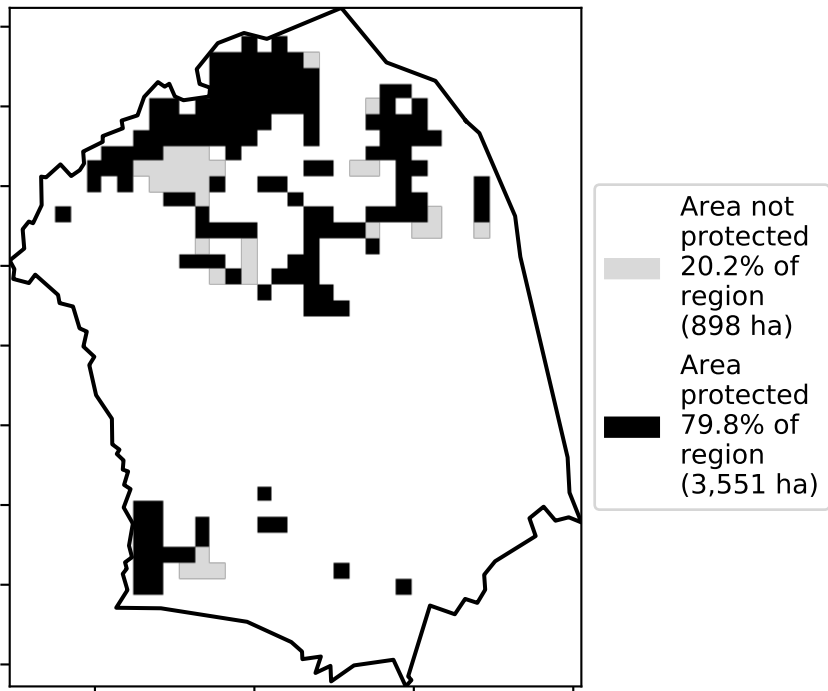 Area not
protected
20.2% of
region
(898 ha)
Area
protected
79.8% of
region
(3,551 ha)